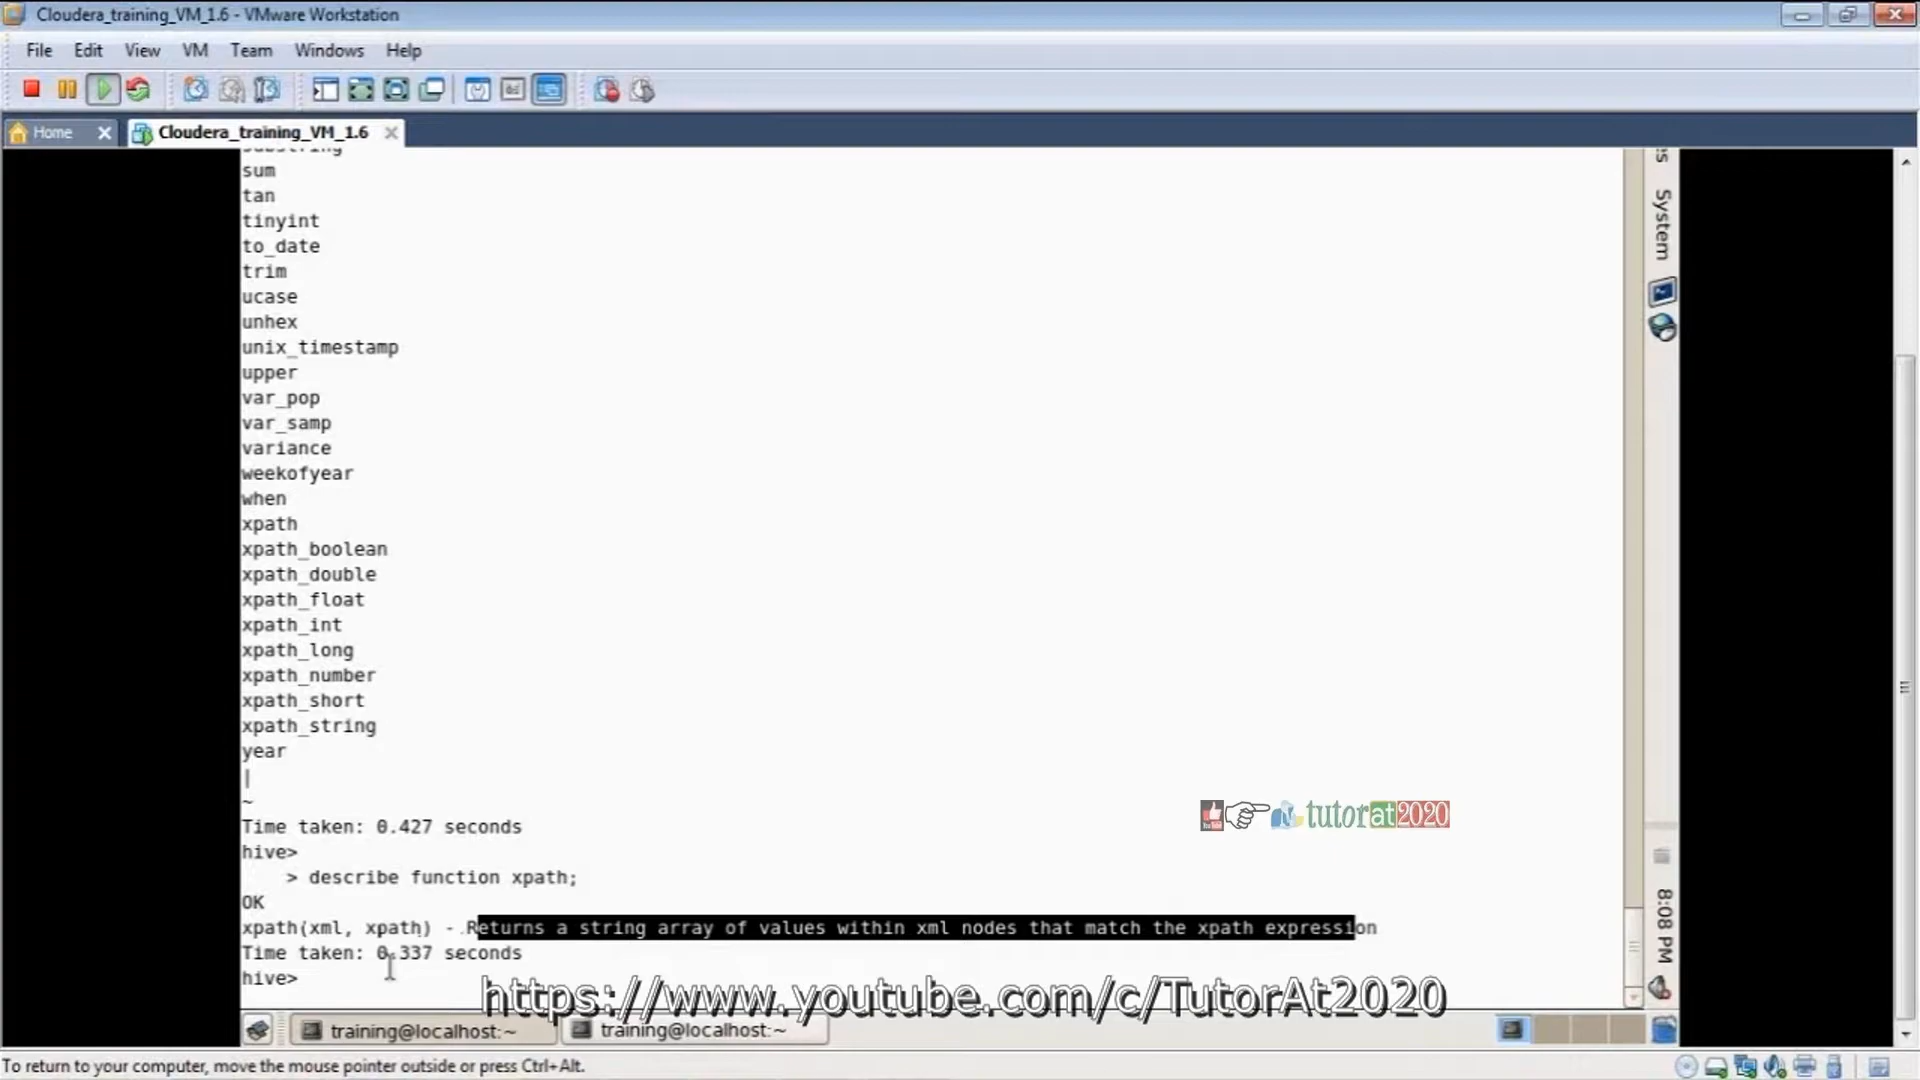 Cloudera_training_VM_1.6 - VMware Workstation
File Edit View VM Team Windows Help
Home Cloudera_training_VM_1.6
substring
sum
tan
tinyint
to_date
trim
ucase
unhex
unix_timestamp
upper
var_pop
var_samp
variance
weekofyear
when
xpath
xpath_boolean
xpath_double
xpath_float
xpath_int
xpath_long
xpath_number
xpath_short
xpath_string
year
|
~
Time taken: 0.427 seconds
hive>
> describe function xpath;
OK
xpath(xml, xpath) - Returns a string array of values within xml nodes that match the xpath expression
Time taken: 0.337 seconds
hive>
System
8:08 PM
tutorat2020
https://www.youtube.com/c/TutorAt2020
training@localhost:~ training@localhost:~
To return to your computer, move the mouse pointer outside or press Ctrl+Alt.